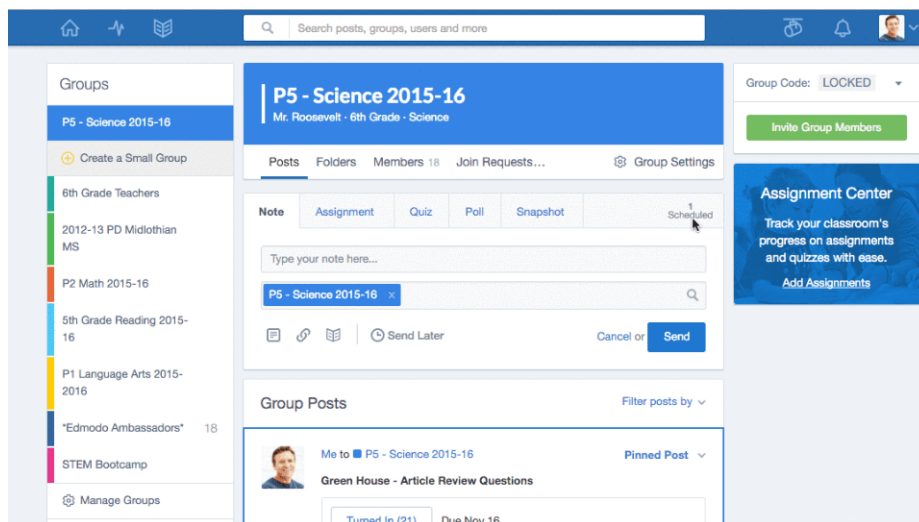 Search posts, groups, users and more
Groups
P5 - Science 2015-16
Create a Small Group
6th Grade Teachers
2012-13 PD Midlothian
MS
P2 Math 2015-16
5th Grade Reading 2015-
16
P1 Language Arts 2015-
2016
*Edmodo Ambassadors* 18
STEM Bootcamp
Manage Groups
P5 - Science 2015-16
Mr. Roosevelt · 6th Grade · Science
Posts Folders Members 18 Join Requests... Group Settings
Note Assignment Quiz Poll Snapshot 1
Scheduled
Type your note here...
P5 - Science 2015-16 ×
Send Later Cancel or Send
Group Posts Filter posts by
Me to P5 - Science 2015-16 Pinned Post
Green House - Article Review Questions
Turned In (21) Due Nov 16
Group Code: LOCKED
Invite Group Members
Assignment Center
Track your classroom's
progress on assignments
and quizzes with ease.
Add Assignments